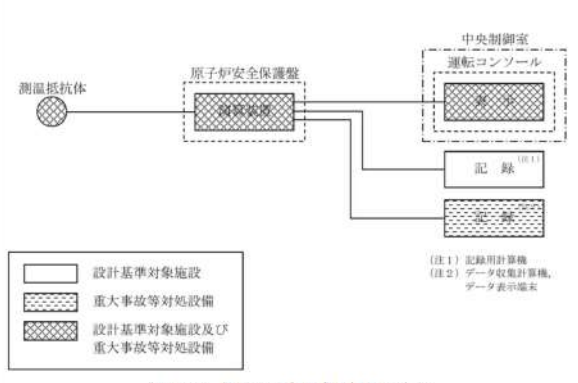 中央制御室
運転コンソール
原子炉安全保護盤
測温抵抗体
演算装置
表 示
記 録 (注1)
記 録
(注1) 記録用計算機
(注2) データ収集計算機,
データ表示端末
設計基準対象施設
重大事故等対処設備
設計基準対象施設及び
重大事故等対処設備